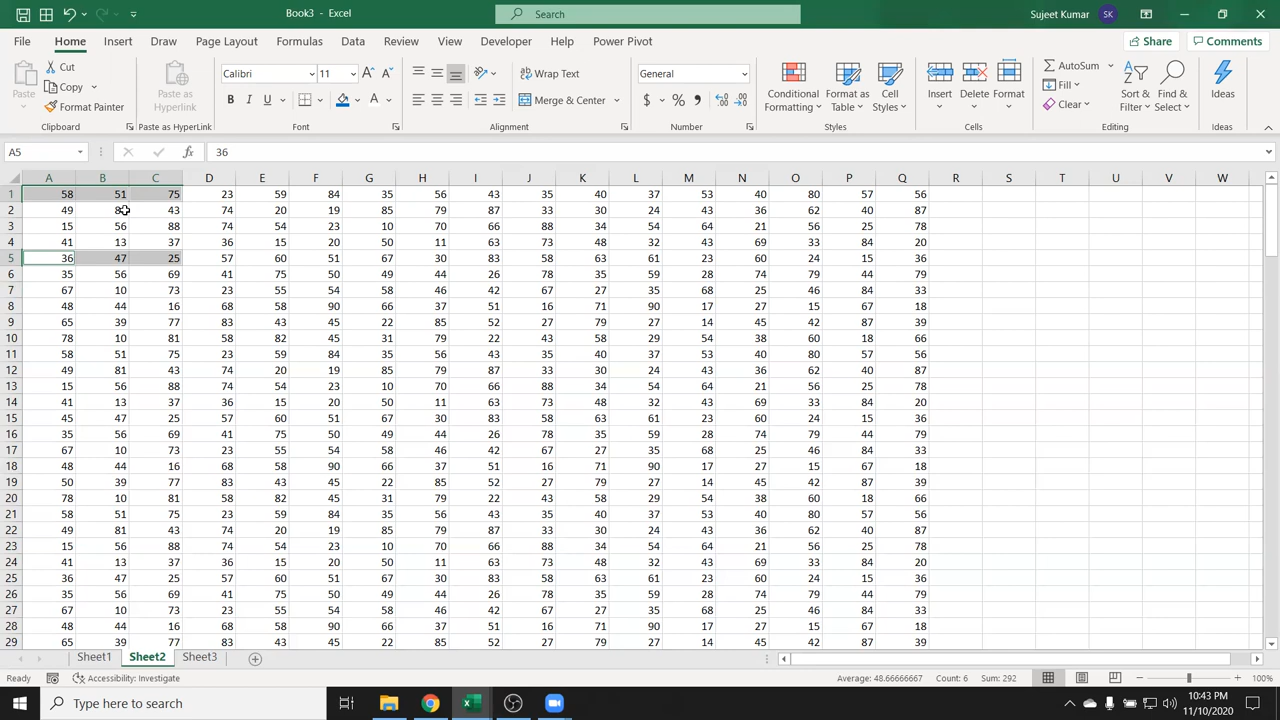 Book3 - Excel
Search
Sujeet Kumar
SK
File Home Insert Draw Page Layout Formulas Data Review View Developer Help Power Pivot
Share Comments
Paste Cut Copy Format Painter Paste as HyperLink
Calibri 11 Wrap Text General AutoSum
B I U Merge & Center $ % Fill Clear
Conditional Formatting Format as Table Cell Styles Insert Delete Format Sort & Filter Find & Select Ideas
Clipboard Paste as HyperLink Font Alignment Number Styles Cells Editing Ideas
A5 fx 36
A B C D E F G H I J K L M N O P Q R S T U V W
1 58 51 75 23 59 84 35 56 43 35 40 37 53 40 80 57 56
2 49 43 74 20 19 85 79 87 33 30 24 43 36 62 40 87
3 15 56 88 74 54 23 10 70 66 88 34 54 64 21 56 25 78
4 41 13 37 36 15 20 50 11 63 73 48 32 43 69 33 84 20
5 36 47 25 57 60 51 67 30 83 58 63 61 23 60 24 15 36
6 35 56 69 41 75 50 49 44 26 78 35 59 28 74 79 44 79
7 67 10 73 23 55 54 58 46 42 67 27 35 68 25 46 84 33
8 48 44 16 68 58 90 66 37 51 16 71 90 17 27 15 67 18
9 65 39 77 83 43 45 22 85 52 27 79 27 14 45 42 87 39
10 78 10 81 58 82 45 31 79 22 43 58 29 54 38 60 18 66
11 58 51 75 23 59 84 35 56 43 35 40 37 53 40 80 57 56
12 49 81 43 74 20 19 85 79 87 33 30 24 43 36 62 40 87
13 15 56 88 74 54 23 10 70 66 88 34 54 64 21 56 25 78
14 41 13 37 36 15 20 50 11 63 73 48 32 43 69 33 84 20
15 45 47 25 57 60 51 67 30 83 58 63 61 23 60 24 15 36
16 35 56 69 41 75 50 49 44 26 78 35 59 28 74 79 44 79
17 67 10 73 23 55 54 58 46 42 67 27 35 68 25 46 84 33
18 48 44 16 68 58 90 66 37 51 16 71 90 17 27 15 67 18
19 50 39 77 83 43 45 22 85 52 27 79 27 14 45 42 87 39
20 78 10 81 58 82 45 31 79 22 43 58 29 54 38 60 18 66
21 58 51 75 23 59 84 35 56 43 35 40 37 53 40 80 57 56
22 49 81 43 74 20 19 85 79 87 33 30 24 43 36 62 40 87
23 15 56 88 74 54 23 10 70 66 88 34 54 64 21 56 25 78
24 41 13 37 36 15 20 50 11 63 73 48 32 43 69 33 84 20
25 36 47 25 57 60 51 67 30 83 58 63 61 23 60 24 15 36
26 35 56 69 41 75 50 49 44 26 78 35 59 28 74 79 44 79
27 67 10 73 23 55 54 58 46 42 67 27 35 68 25 46 84 33
28 48 44 16 68 58 90 66 37 51 16 71 90 17 27 15 67 18
29 65 39 77 83 43 45 22 85 52 27 79 27 14 45 42 87 39
Sheet1 Sheet2 Sheet3
Ready Accessibility: Investigate Average: 48.66666667 Count: 6 Sum: 292 100%
Type here to search
10:43 PM
11/10/2020